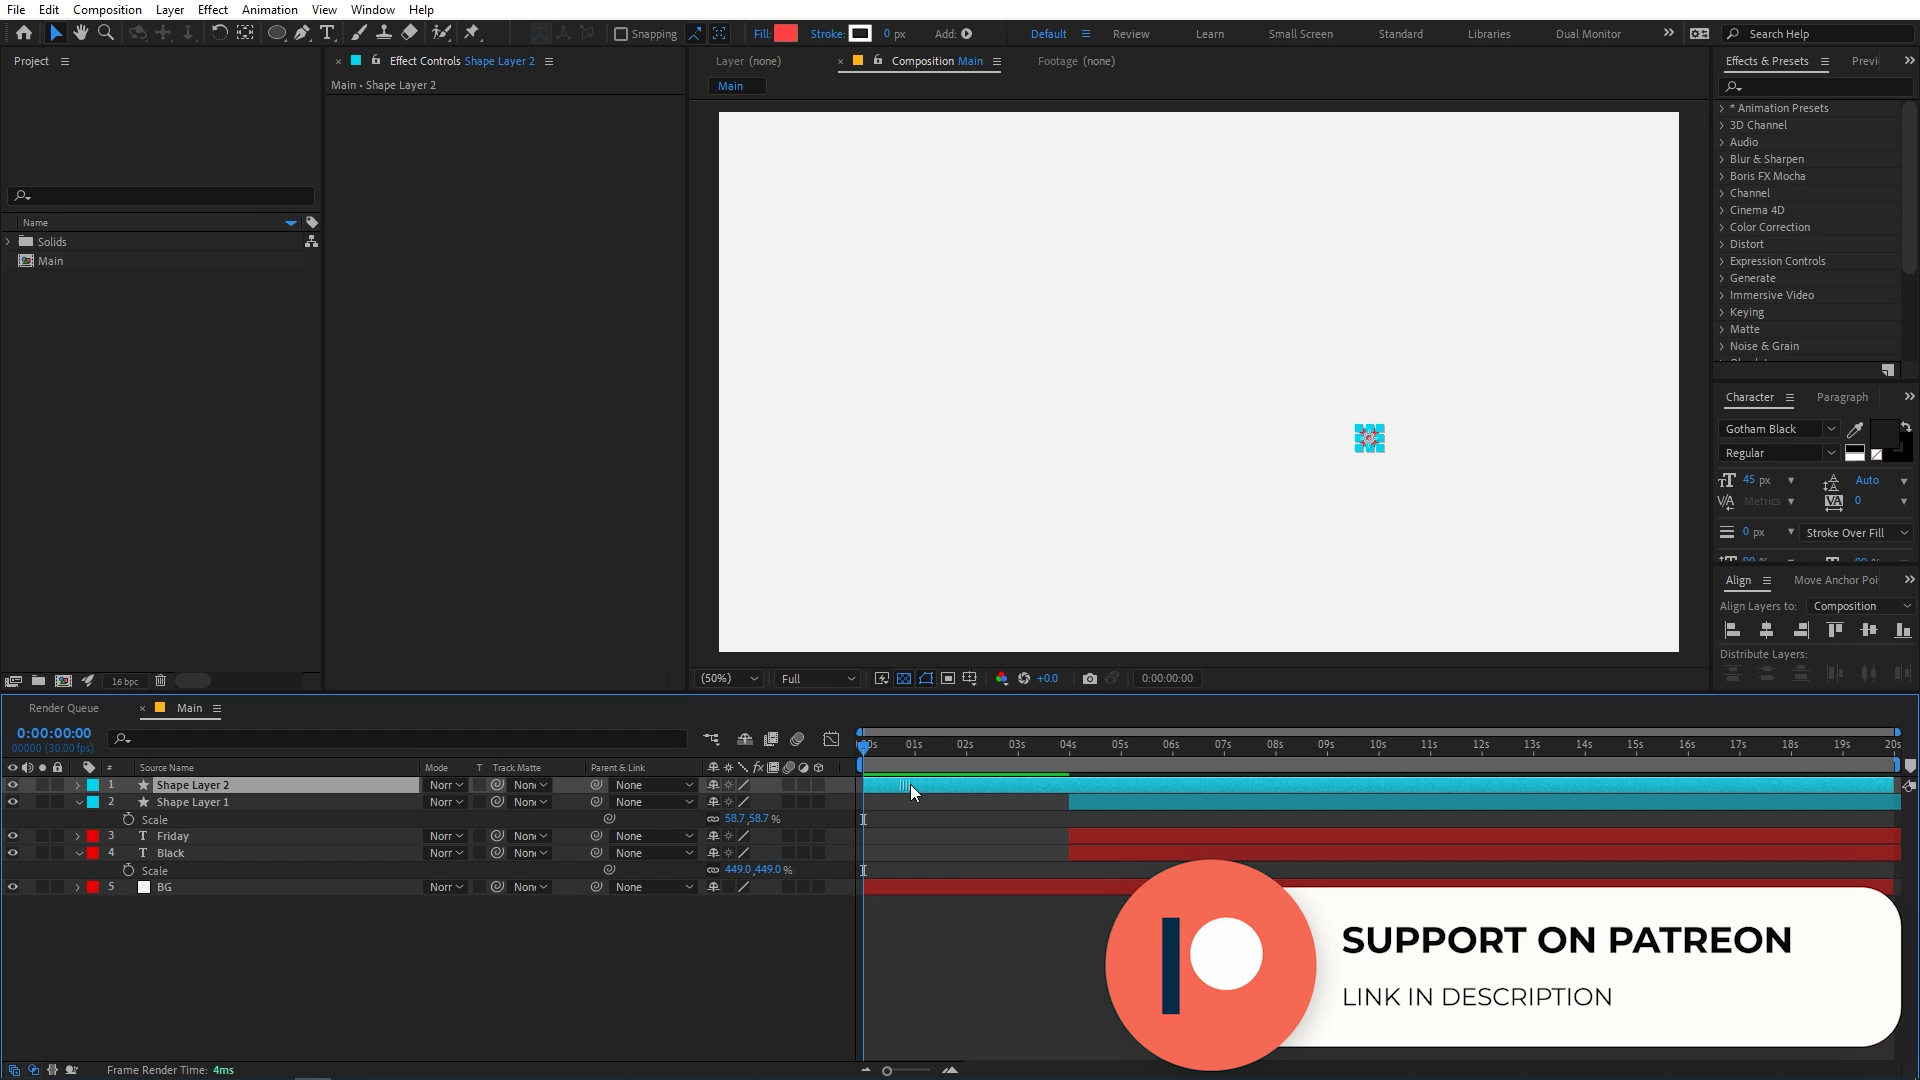 File Edit Composition Layer Effect Animation View Window Help
Snapping Fill: Stroke: 0 px Add: Default Review Learn Small Screen Standard Libraries Dual Monitor Search Help
Project
Effect Controls Shape Layer 2
Main • Shape Layer 2
Layer (none) Composition Main Footage (none)
Main
Name
Solids
Main
16 bpc
(50%) Full +0.0 0:00:00:00
Effects & Presets Previ
* Animation Presets
3D Channel
Audio
Blur & Sharpen
Boris FX Mocha
Channel
Cinema 4D
Color Correction
Distort
Expression Controls
Generate
Immersive Video
Keying
Matte
Noise & Grain
Character Paragraph
Gotham Black
Regular
45 px Auto
Metrics 0
0 px Stroke Over Fill
Align Move Anchor Poi
Align Layers to: Composition
Distribute Layers:
Render Queue Main
0:00:00:00
00000 (30.00 fps)
00s 01s 02s 03s 04s 05s 06s 07s 08s 09s 10s 11s 12s 13s 14s 15s 16s 17s 18s 19s 20s
# Source Name Mode T Track Matte Parent & Link
1 Shape Layer 2 Norr None None
2 Shape Layer 1 Norr None None
Scale 58.7,58.7 %
3 T Friday Norr None None
4 T Black Norr None None
Scale 449.0,449.0 %
5 BG Norr None None
SUPPORT ON PATREON
LINK IN DESCRIPTION
Frame Render Time: 4ms